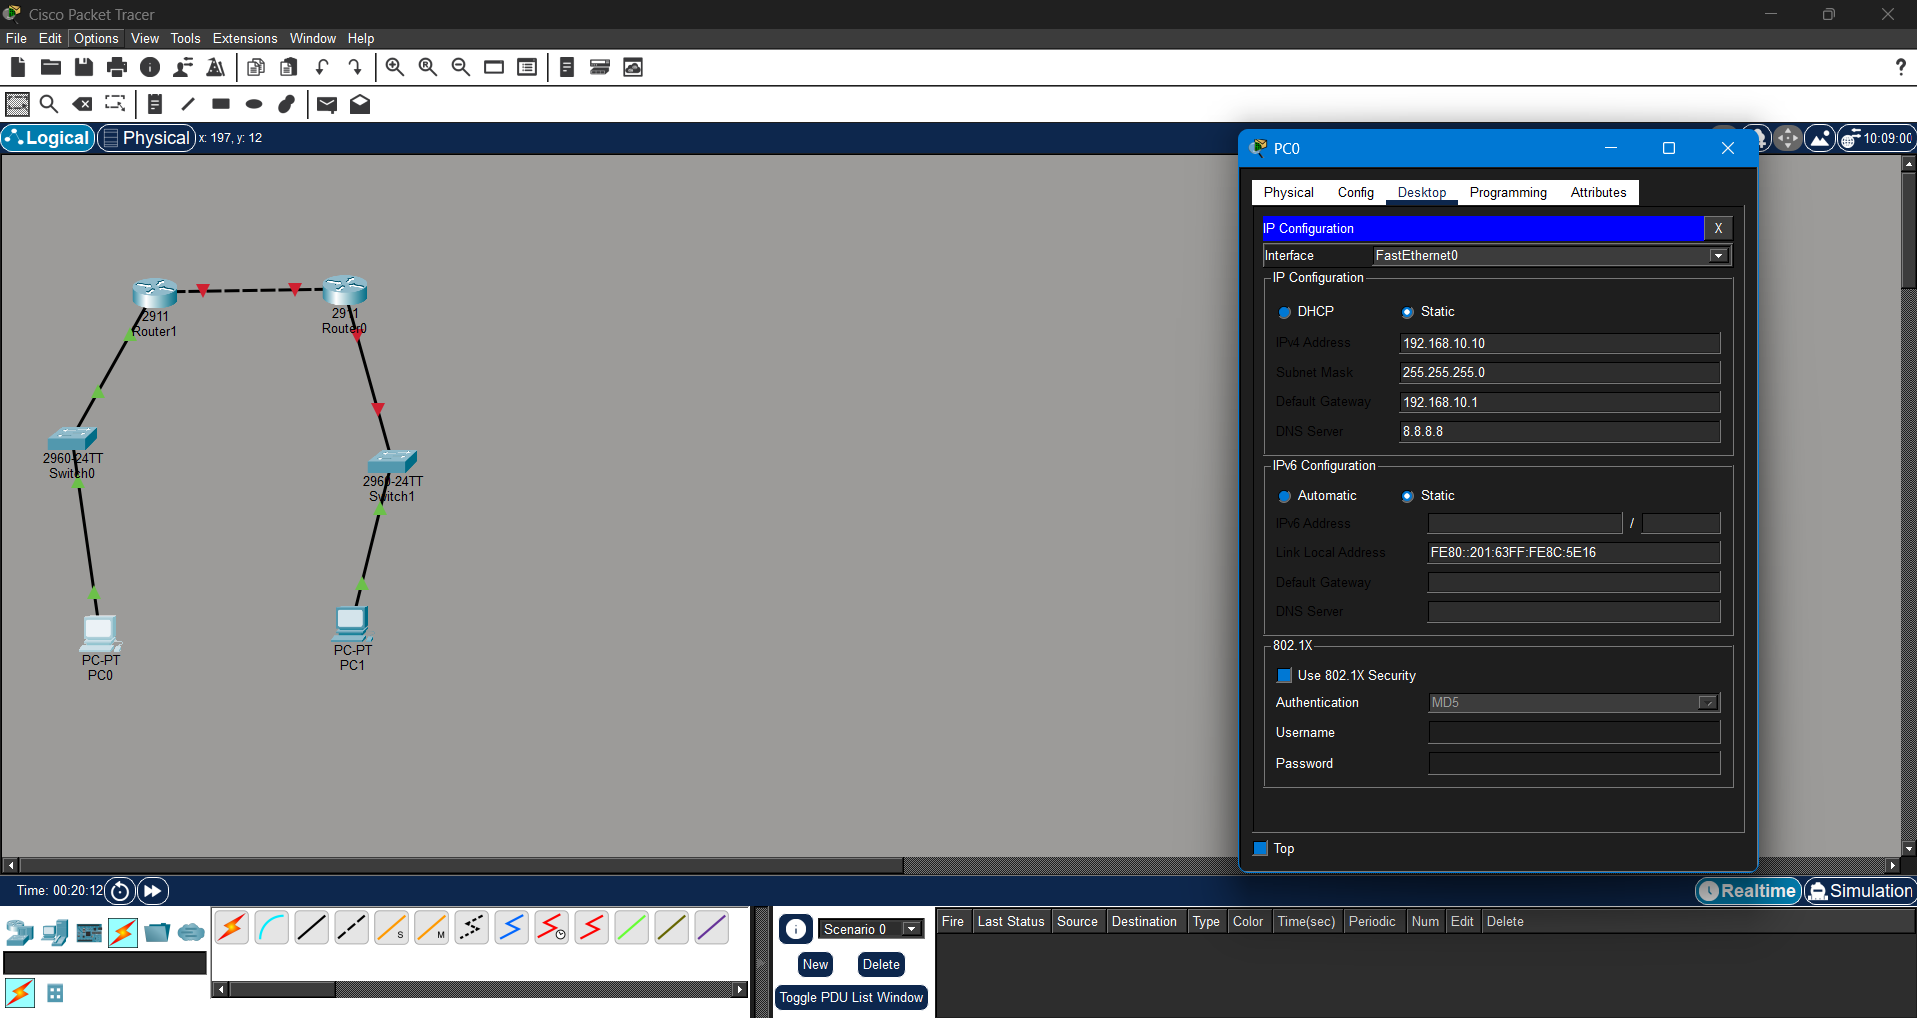 Cisco Packet Tracer
File Edit Options View Tools Extensions Window Help
?
Logical Physical x: 197, y: 12
10:09:00
2911
Router1
2911
Router0
2960-24TT
Switch0
2960-24TT
Switch1
PC-PT
PC0
PC-PT
PC1
PC0
Physical Config Desktop Programming Attributes
IP Configuration X
Interface FastEthernet0
IP Configuration
DHCP Static
IPv4 Address 192.168.10.10
Subnet Mask 255.255.255.0
Default Gateway 192.168.10.1
DNS Server 8.8.8.8
IPv6 Configuration
Automatic Static
IPv6 Address /
Link Local Address FE80::201:63FF:FE8C:5E16
Default Gateway
DNS Server
802.1X
Use 802.1X Security
Authentication MD5
Username
Password
Top
Time: 00:20:12
Realtime Simulation
S M
Scenario 0
New Delete
Toggle PDU List Window
Fire Last Status Source Destination Type Color Time(sec) Periodic Num Edit Delete